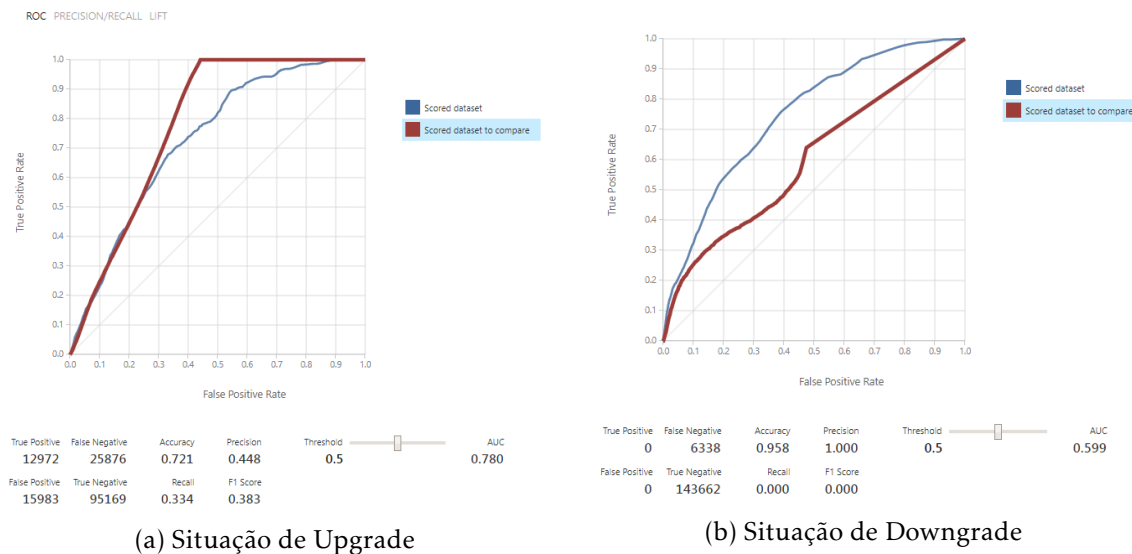 ROC PRECISION/RECALL LIFT
1.0
0.9
0.8
0.7
0.6
0.5
0.4
0.3
0.2
0.1
0.0
0.0 0.1 0.2 0.3 0.4 0.5 0.6 0.7 0.8 0.9 1.0
True Positive Rate
False Positive Rate
Scored dataset
Scored dataset to compare
True Positive False Negative Accuracy Precision Threshold AUC
12972 25876 0.721 0.448 0.5 0.780
False Positive True Negative Recall F1 Score
15983 95169 0.334 0.383
(a) Situação de Upgrade
1.0
0.9
0.8
0.7
0.6
0.5
0.4
0.3
0.2
0.1
0.0
0.0 0.1 0.2 0.3 0.4 0.5 0.6 0.7 0.8 0.9 1.0
True Positive Rate
False Positive Rate
Scored dataset
Scored dataset to compare
True Positive False Negative Accuracy Precision Threshold AUC
0 6338 0.958 1.000 0.5 0.599
False Positive True Negative Recall F1 Score
0 143662 0.000 0.000
(b) Situação de Downgrade